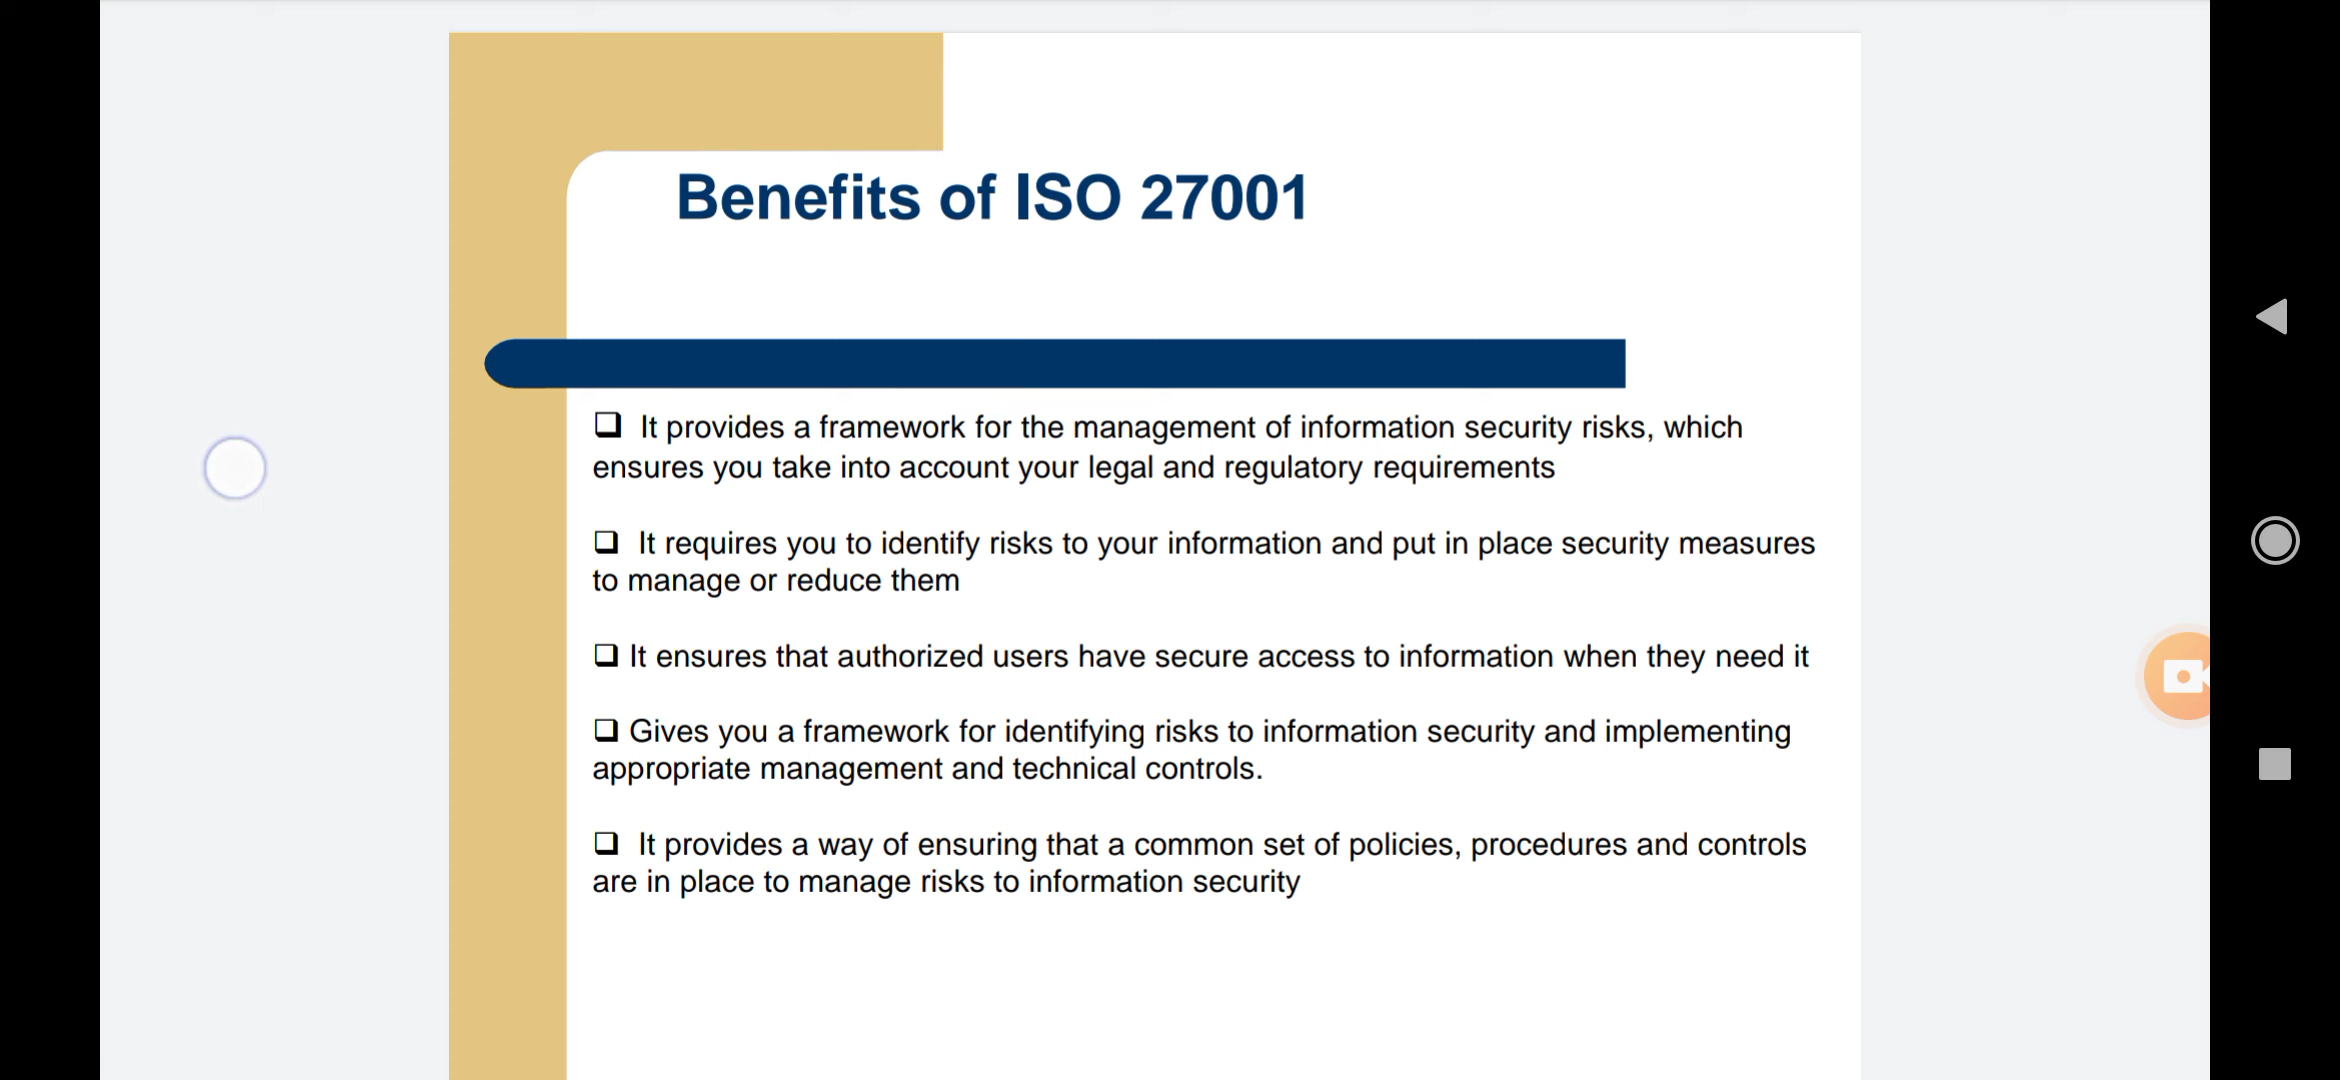 Benefits of ISO 27001
❑ It provides a framework for the management of information security risks, which
ensures you take into account your legal and regulatory requirements
❑ It requires you to identify risks to your information and put in place security measures
to manage or reduce them
❑ It ensures that authorized users have secure access to information when they need it
❑ Gives you a framework for identifying risks to information security and implementing
appropriate management and technical controls.
❑ It provides a way of ensuring that a common set of policies, procedures and controls
are in place to manage risks to information security